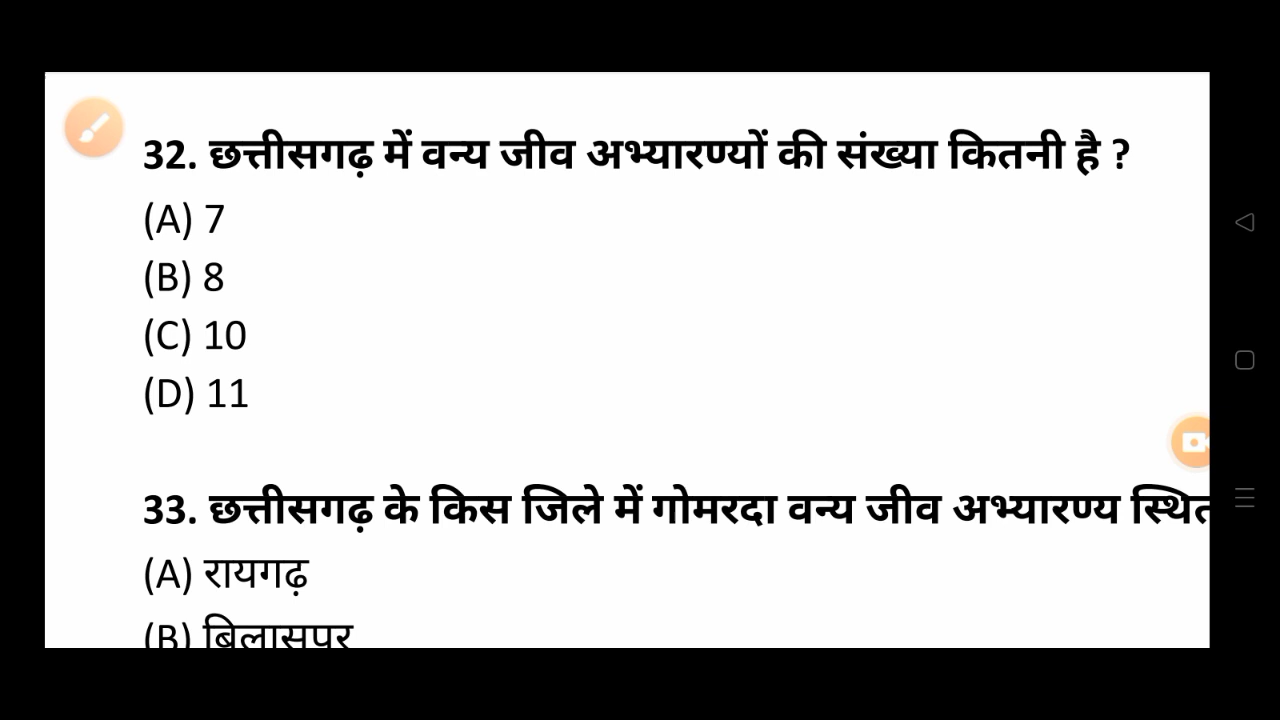 32. छत्तीसगढ़ में वन्य जीव अभ्यारण्यों की संख्या कितनी है ?
(A) 7
(B) 8
(C) 10
(D) 11
33. छत्तीसगढ़ के किस जिले में गोमरदा वन्य जीव अभ्यारण्य स्थित
(A) रायगढ़
(B) बिलासपुर